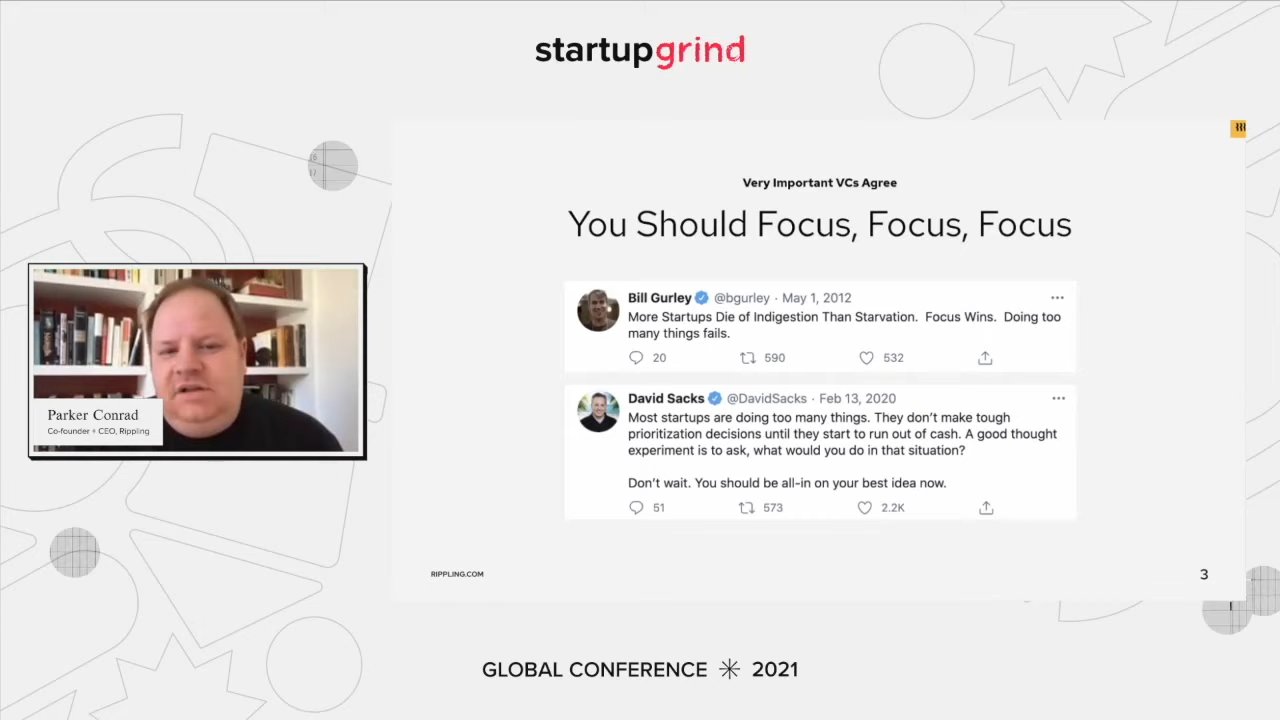 startupgrind
Very Important VCs Agree
You Should Focus, Focus, Focus
Bill Gurley @bgurley · May 1, 2012
More Startups Die of Indigestion Than Starvation.  Focus Wins.  Doing too
many things fails.
20 590 532
David Sacks @DavidSacks · Feb 13, 2020
Most startups are doing too many things. They don’t make tough
prioritization decisions until they start to run out of cash. A good thought
experiment is to ask, what would you do in that situation?
Don’t wait. You should be all-in on your best idea now.
51 573 2.2K
Parker Conrad
Co-founder + CEO, Rippling
RIPPLING.COM
3
GLOBAL CONFERENCE 2021
16
17